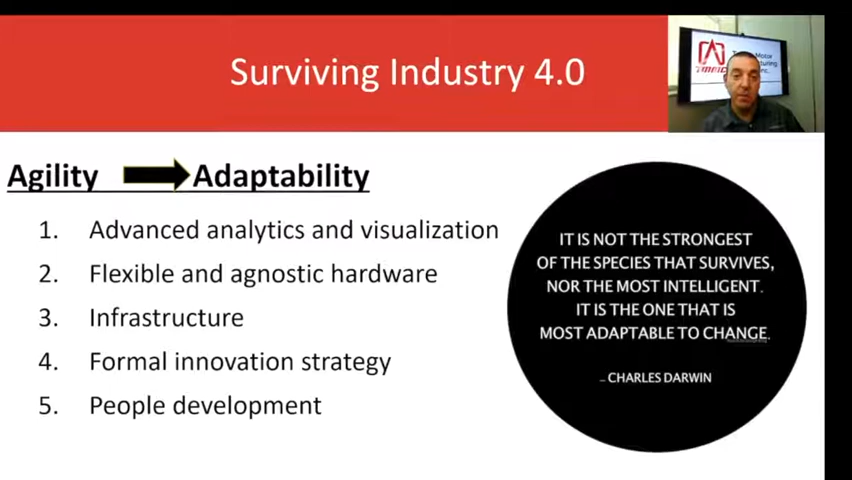 Surviving Industry 4.0
Motor
turing
Agility Adaptability
1. Advanced analytics and visualization
2. Flexible and agnostic hardware
3. Infrastructure
4. Formal innovation strategy
5. People development
IT IS NOT THE STRONGEST
OF THE SPECIES THAT SURVIVES,
NOR THE MOST INTELLIGENT.
IT IS THE ONE THAT IS
MOST ADAPTABLE TO CHANGE.
– CHARLES DARWIN